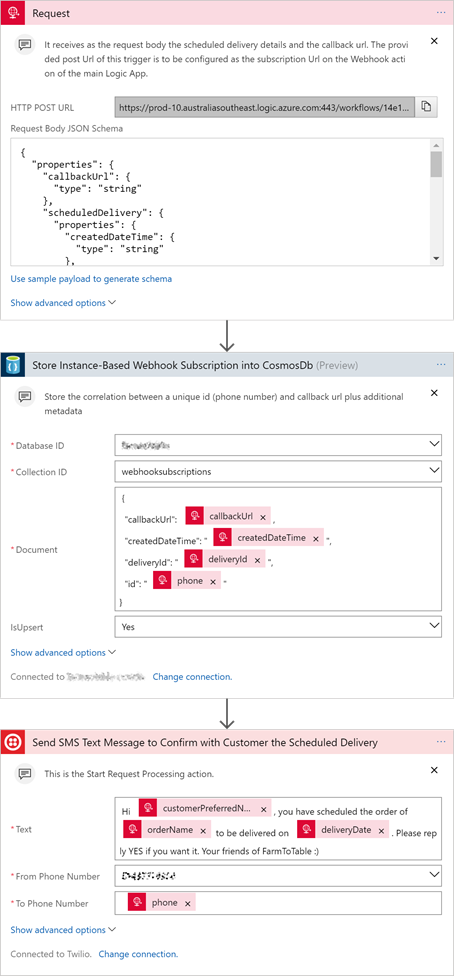 Request
It receives as the request body the scheduled delivery details and the callback url. The provi
ded post Url of this trigger is to be configured as the subscription Url on the Webhook acti
on of the main Logic App.
HTTP POST URL
https://prod-10.australiasoutheast.logic.azure.com:443/workflows/14e1...
Request Body JSON Schema
{
"properties": {
"callbackUrl": {
"type": "string"
},
"scheduledDelivery": {
"properties": {
"createdDateTime": {
"type": "string"
},
Use sample payload to generate schema
Show advanced options
Store Instance-Based Webhook Subscription into CosmosDb (Preview)
Store the correlation between a unique id (phone number) and callback url plus additional
metadata
* Database ID
* Collection ID webhooksubscriptions
* Document
{
"callbackUrl": callbackUrl x ,
"createdDateTime": " createdDateTime x ",
"deliveryId": " deliveryId x ",
"id": " phone x "
}
IsUpsert Yes
Show advanced options
Connected to Change connection.
Send SMS Text Message to Confirm with Customer the Scheduled Delivery
This is the Start Request Processing action.
* Text
Hi customerPreferredN... x , you have scheduled the order of
orderName x to be delivered on deliveryDate x . Please rep
ly YES if you want it. Your friends of FarmToTable :)
* From Phone Number
* To Phone Number phone x
Show advanced options
Connected to Twilio. Change connection.